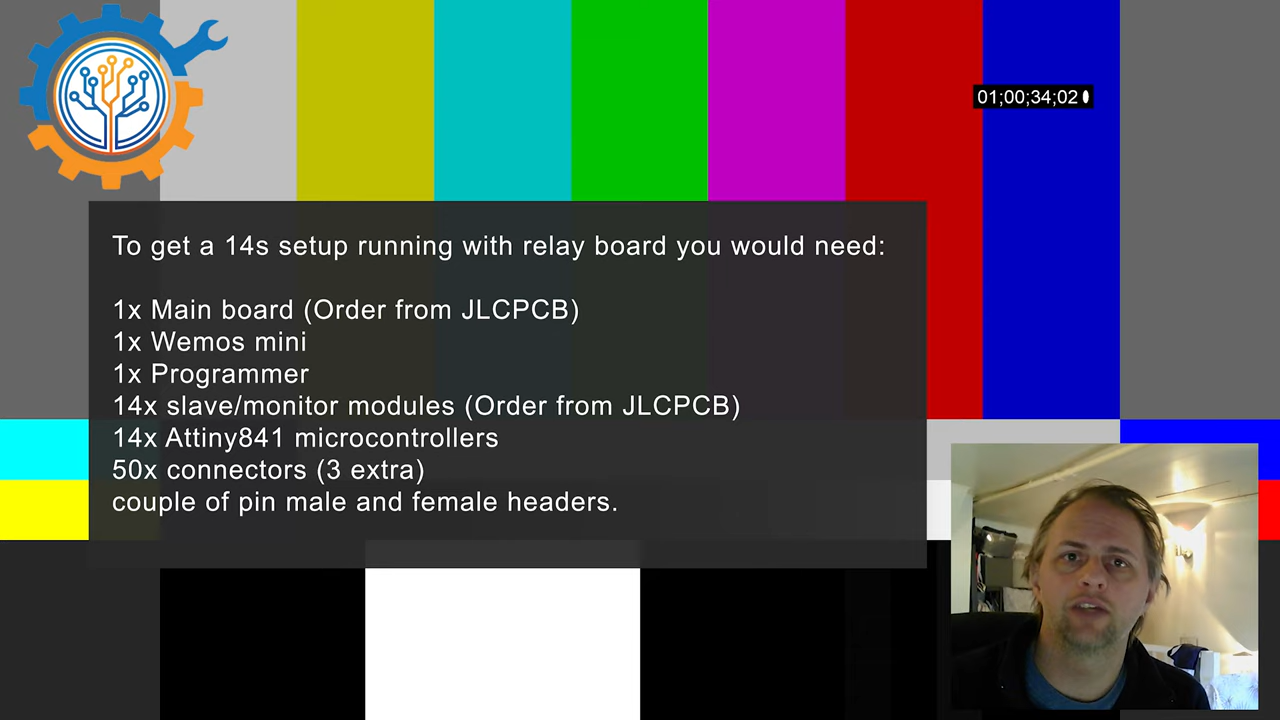 01;00;34;02
To get a 14s setup running with relay board you would need:
1x Main board (Order from JLCPCB)
1x Wemos mini
1x Programmer
14x slave/monitor modules (Order from JLCPCB)
14x Attiny841 microcontrollers
50x connectors (3 extra)
couple of pin male and female headers.